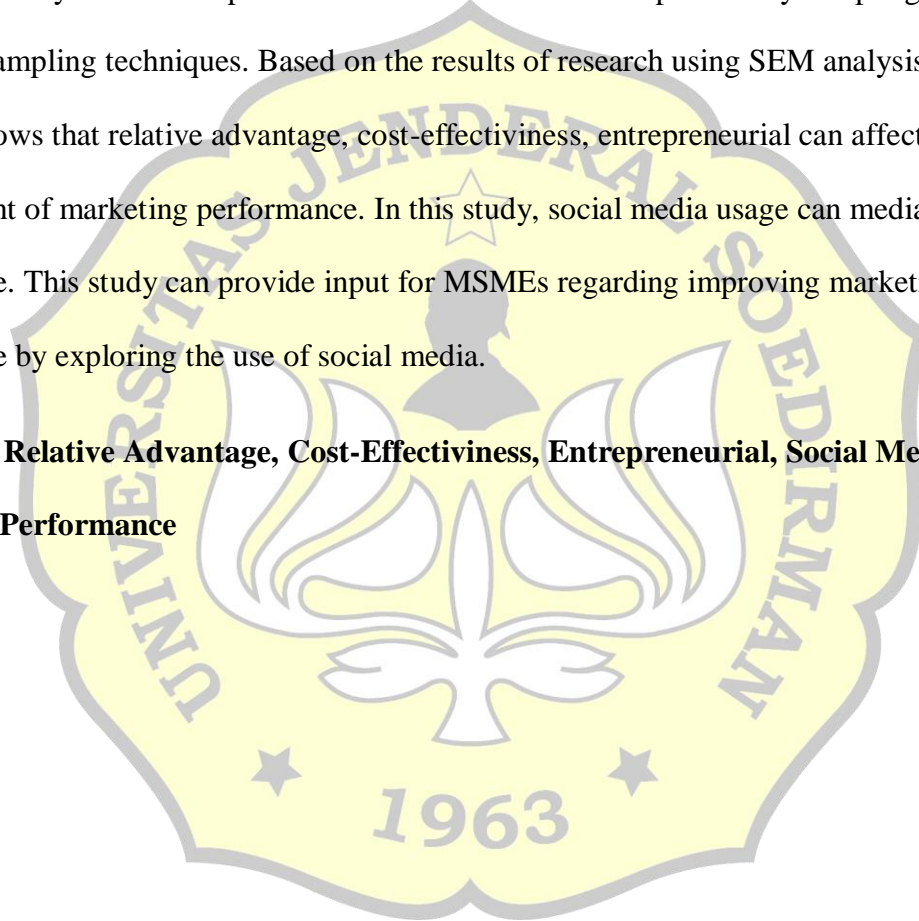 ampling techniques. Based on the results of research using SEM analysis
ows that relative advantage, cost-effectiviness, entrepreneurial can affect
nt of marketing performance. In this study, social media usage can media
e. This study can provide input for MSMEs regarding improving marketi
e by exploring the use of social media.
Relative Advantage, Cost-Effectiviness, Entrepreneurial, Social Me
Performance
UNIVERSITAS JENDERAL SOEDIRMAN
1963